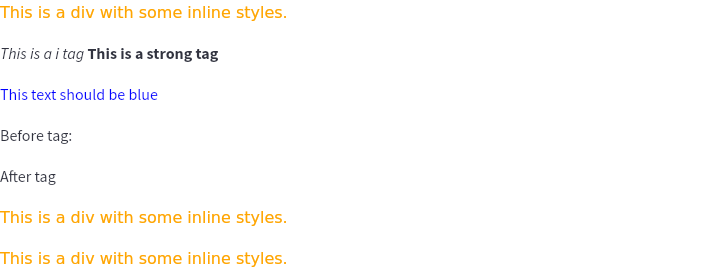 This is a div with some inline styles.
This is a i tag This is a strong tag
This text should be blue
Before tag:
After tag
This is a div with some inline styles.
This is a div with some inline styles.